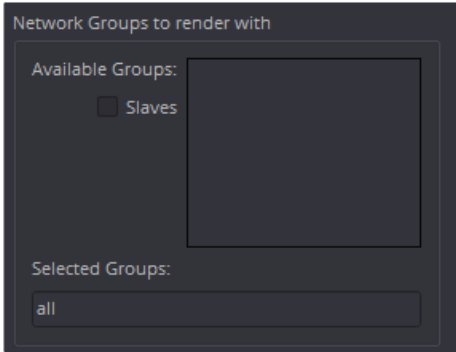 Network Groups to render with
Available Groups:
Slaves
Selected Groups:
all